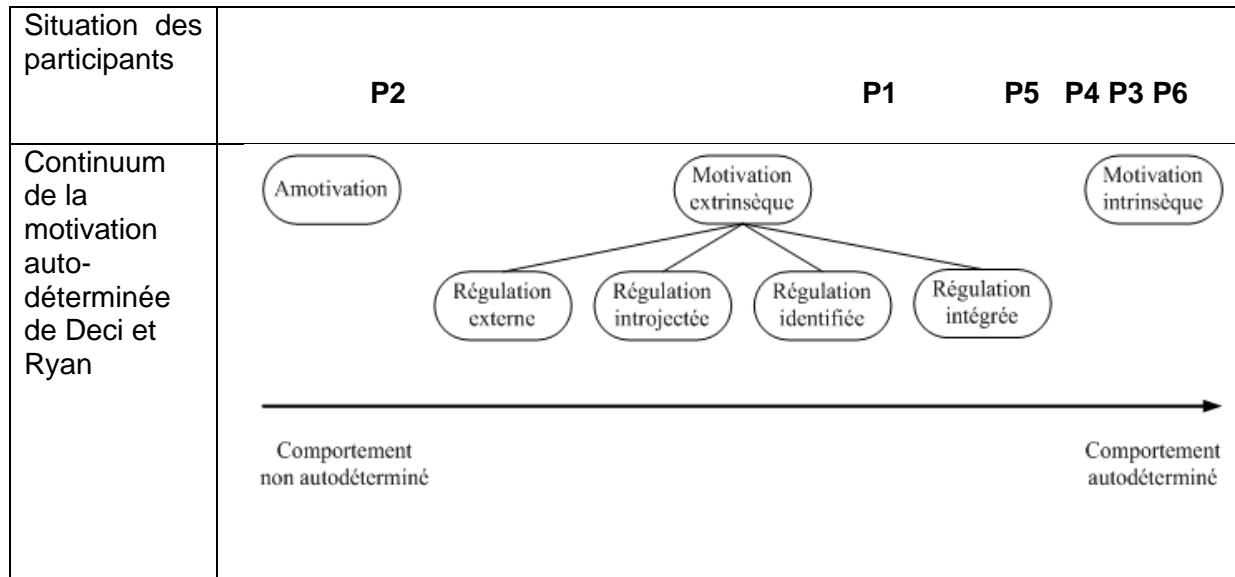 Situation des
participants
P2 P1 P5 P4 P3 P6
Continuum
de la
motivation
auto-
déterminée
de Deci et
Ryan
Amotivation
Motivation
extrinsèque
Motivation
intrinsèque
Régulation
externe
Régulation
introjectée
Régulation
identifiée
Régulation
intégrée
Comportement
non autodéterminé
Comportement
autodéterminé